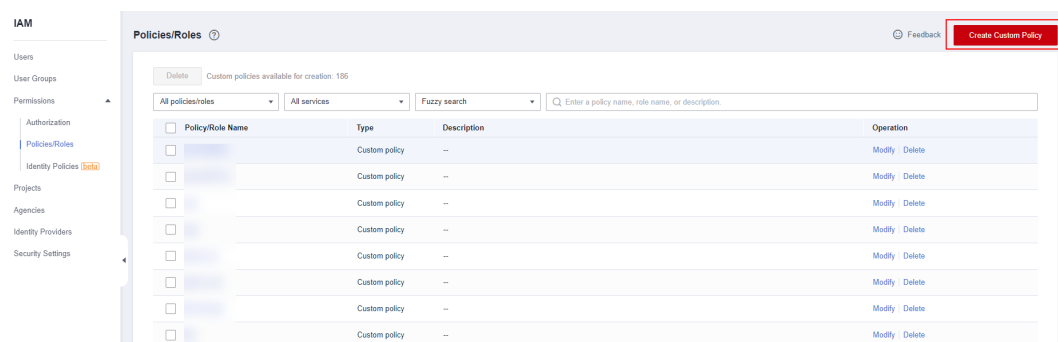 IAM
Users
User Groups
Permissions
Authorization
Policies/Roles
Identity Policies beta
Projects
Agencies
Identity Providers
Security Settings
Policies/Roles
Feedback
Create Custom Policy
Delete Custom policies available for creation: 186
All policies/roles All services Fuzzy search Enter a policy name, role name, or description.
Policy/Role Name Type Description Operation
Custom policy -- Modify Delete
Custom policy -- Modify Delete
Custom policy -- Modify Delete
Custom policy -- Modify Delete
Custom policy -- Modify Delete
Custom policy -- Modify Delete
Custom policy -- Modify Delete
Custom policy -- Modify Delete